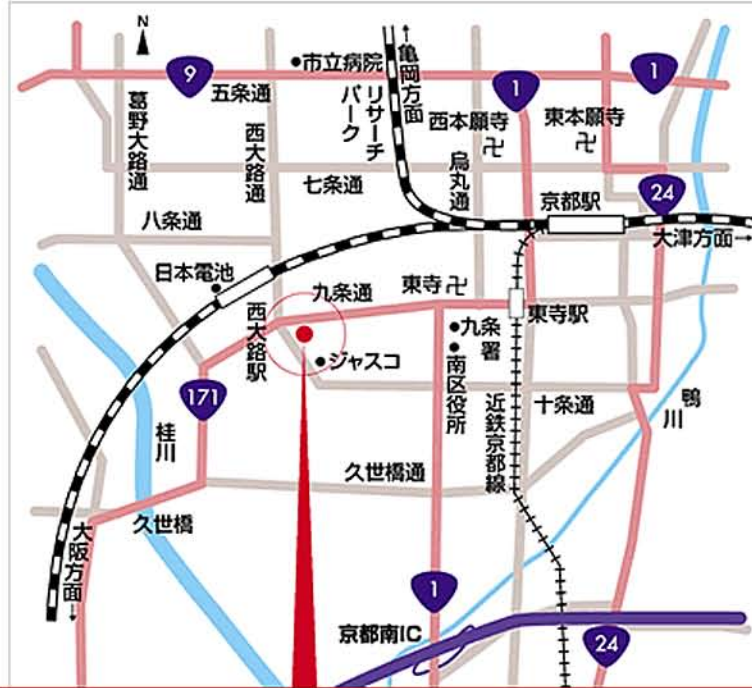 N
←亀岡方面
市立病院
9
1
1
五条通
葛野大路通
西大路通
リサーチ
パーク
西本願寺
卍
東本願寺
卍
烏丸通
七条通
24
京都駅
八条通
大津方面→
日本電池
九条通
東寺卍
東寺駅
西大路駅
九条
署
ジャスコ
南区役所
171
十条通
鴨
川
近鉄京都線
桂川
久世橋通
久世橋
大阪方面→
1
京都南IC
24